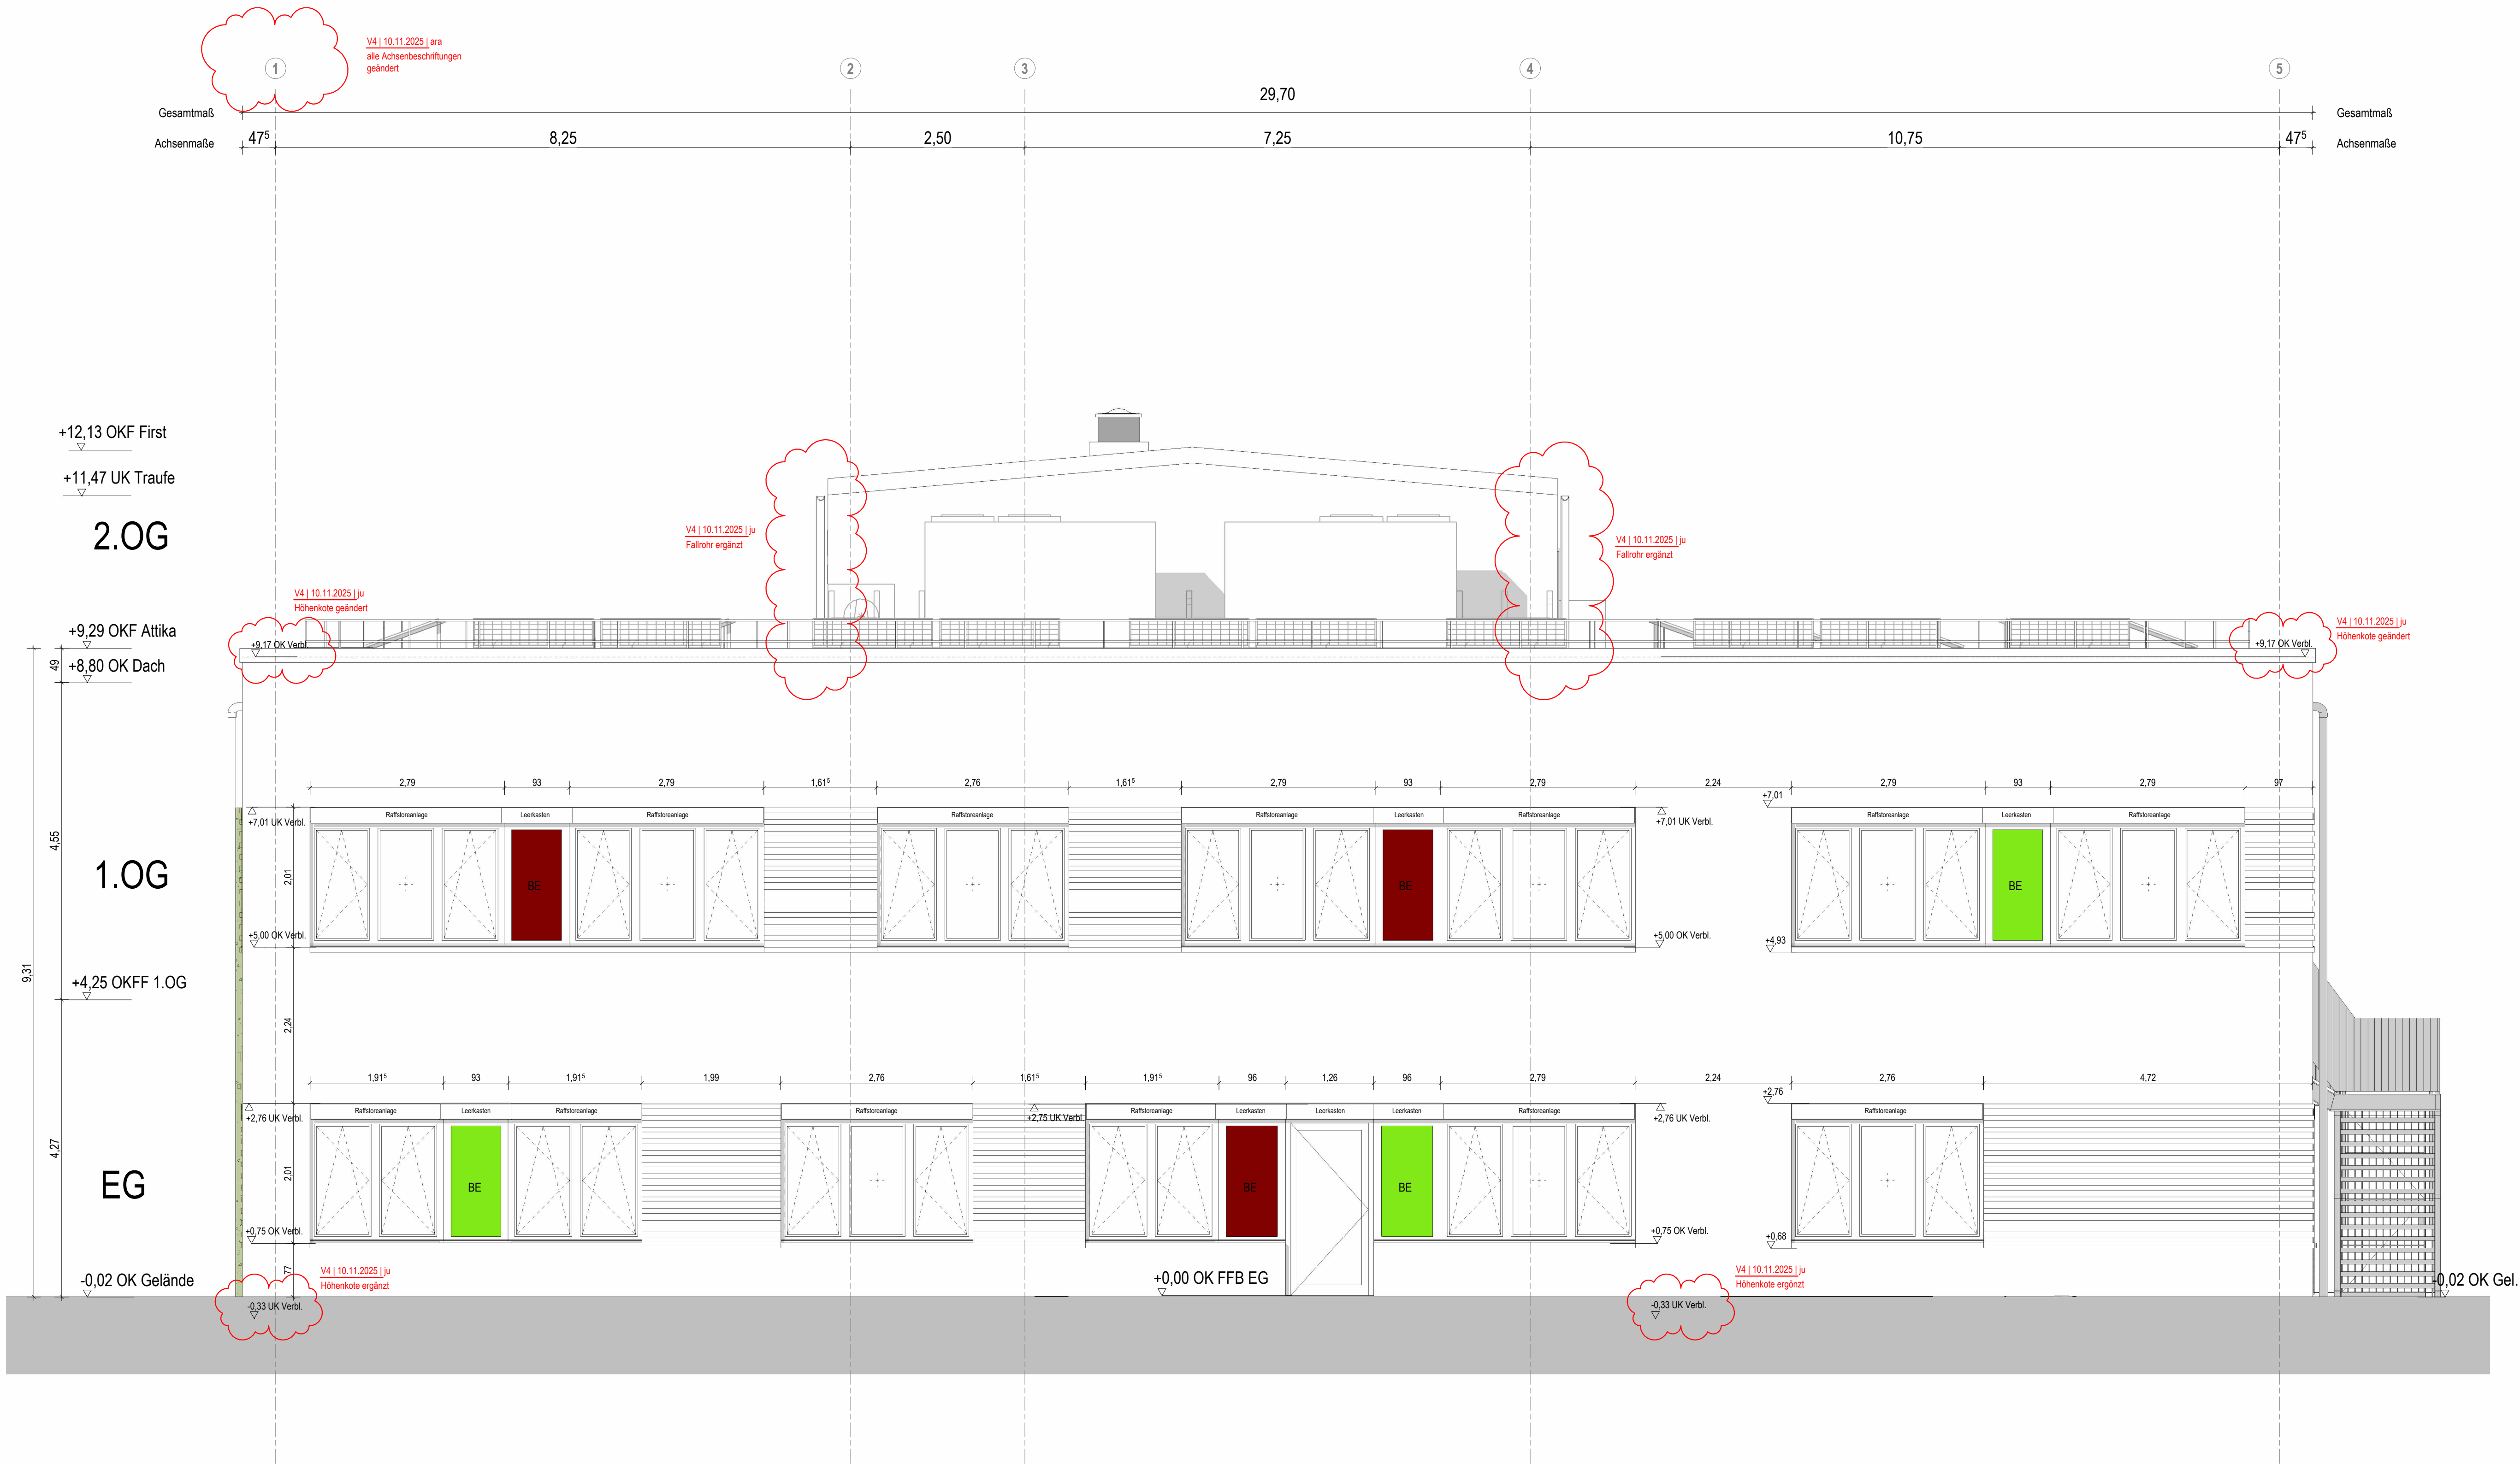 V4 | 10.11.2025 | ara
alle Achsenbeschriftungen
geändert
1
2
3
4
5
29,70
Gesamtmaß
Gesamtmaß
Achsenmaße
47⁵
8,25
2,50
7,25
10,75
47⁵
Achsenmaße
+12,13 OKF First
+11,47 UK Traufe
2.OG
V4 | 10.11.2025 | ju
Fallrohr ergänzt
V4 | 10.11.2025 | ju
Fallrohr ergänzt
V4 | 10.11.2025 | ju
Höhenkote geändert
V4 | 10.11.2025 | ju
Höhenkote geändert
+9,29 OKF Attika
+9,17 OK Verbl.
+9,17 OK Verbl.
49
+8,80 OK Dach
2,79
93
2,79
1,61⁵
2,76
1,61⁵
2,79
93
2,79
2,24
2,79
93
2,79
97
+7,01
Raffstoreanlage
Leerkasten
Raffstoreanlage
Raffstoreanlage
Raffstoreanlage
Leerkasten
Raffstoreanlage
Raffstoreanlage
Leerkasten
Raffstoreanlage
+7,01 UK Verbl.
+7,01 UK Verbl.
4,55
1.OG
2,01
BE
BE
BE
+5,00 OK Verbl.
+5,00 OK Verbl.
+4,93
9,31
+4,25 OKFF 1.OG
2,24
1,91⁵
93
1,91⁵
1,99
2,76
1,61⁵
1,91⁵
96
1,26
96
2,79
2,24
2,76
4,72
+2,76
Raffstoreanlage
Leerkasten
Raffstoreanlage
Raffstoreanlage
Raffstoreanlage
Leerkasten
Leerkasten
Leerkasten
Raffstoreanlage
Raffstoreanlage
+2,76 UK Verbl.
+2,75 UK Verbl.
+2,76 UK Verbl.
4,27
EG
2,01
BE
BE
BE
+0,75 OK Verbl.
+0,75 OK Verbl.
+0,68
77
V4 | 10.11.2025 | ju
Höhenkote ergänzt
V4 | 10.11.2025 | ju
Höhenkote ergönzt
-0,02 OK Gelände
+0,00 OK FFB EG
-0,02 OK Gel.
-0,33 UK Verbl.
-0,33 UK Verbl.